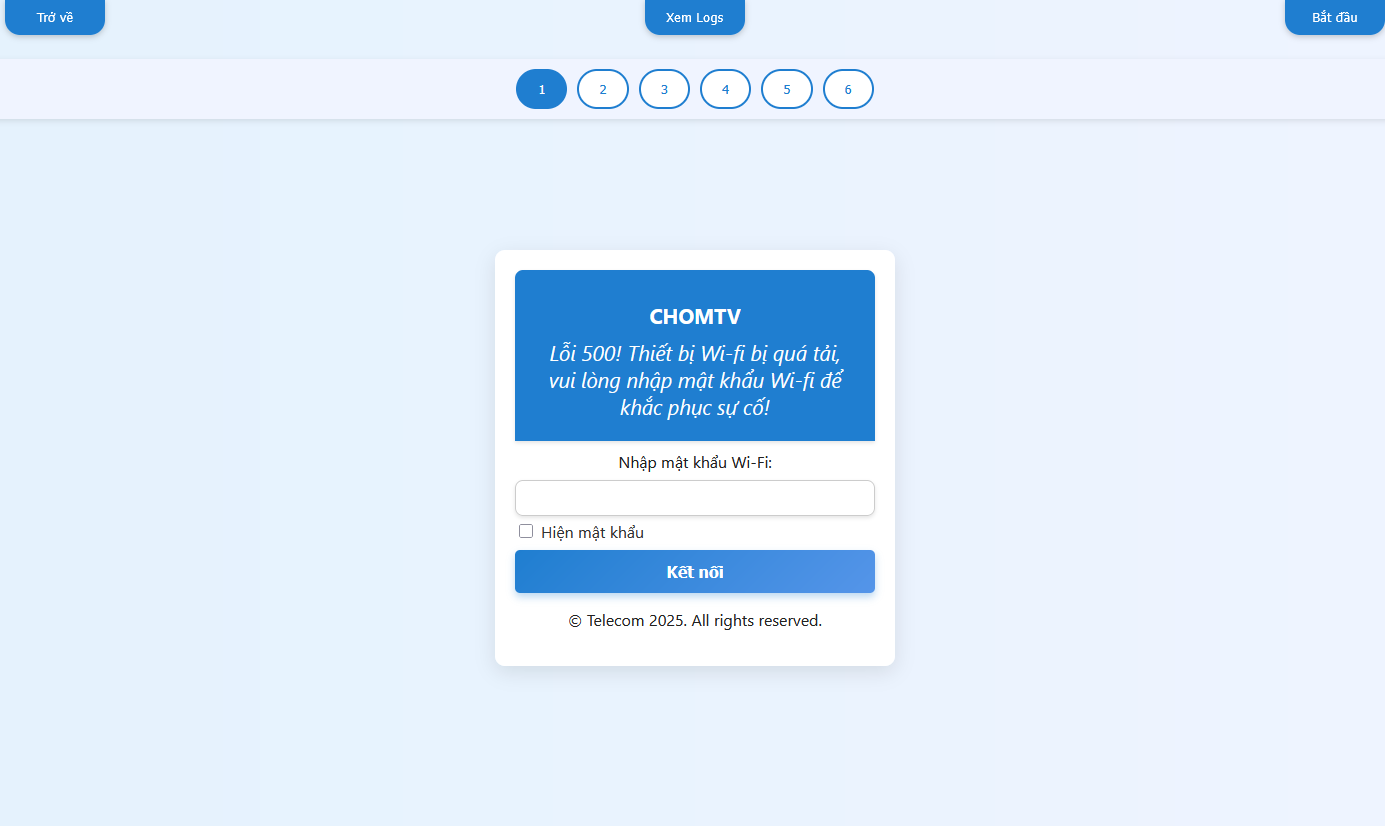 Trở về
Xem Logs
Bắt đầu
1
2
3
4
5
6
CHOMTV
Lỗi 500! Thiết bị Wi-fi bị quá tải,
vui lòng nhập mật khẩu Wi-fi để
khắc phục sự cố!
Nhập mật khẩu Wi-Fi:
Hiện mật khẩu
Kết nối
© Telecom 2025. All rights reserved.